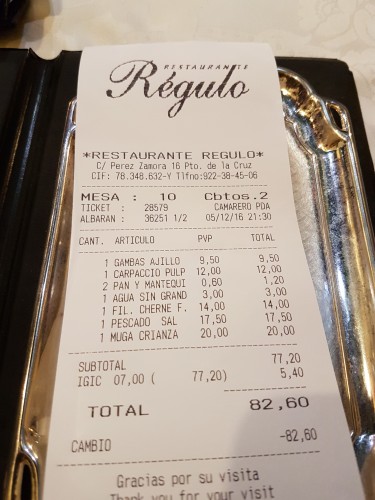 RESTAURANTE
Régulo
*RESTAURANTE REGULO*
C/ Perez Zamora 16 Pto. de la Cruz
CIF: 78.348.632-Y Tlfno:922-38-45-06
MESA : 10 Cbtos.2
TICKET : 28579 CAMARERO PDA
ALBARAN : 36251 1/2 05/12/16 21:30
CANT. ARTICULO PVP TOTAL
1 GAMBAS AJILLO 9,50 9,50
1 CARPACCIO PULP 12,00 12,00
2 PAN Y MANTEQUI 0,60 1,20
1 AGUA SIN GRAND 3,00 3,00
1 FIL. CHERNE F. 14,00 14,00
1 PESCADO SAL 17,50 17,50
1 MUGA CRIANZA 20,00 20,00
SUBTOTAL 77,20
IGIC 07,00 ( 77,20) 5,40
TOTAL 82,60
CAMBIO -82,60
Gracias por su visita
Thank you for your visit